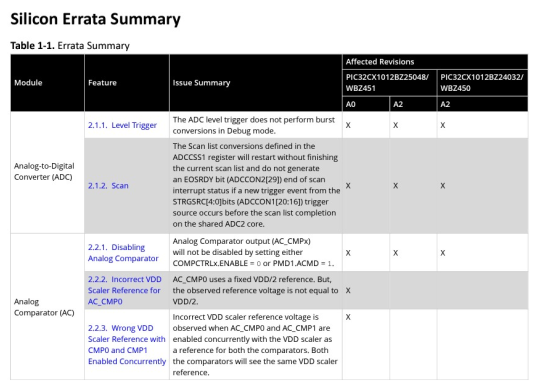 Silicon Errata Summary
Table 1-1. Errata Summary
Module
Feature
Issue Summary
Affected Revisions
PIC32CX1012BZ25048/
WBZ451
PIC32CX1012BZ24032/
WBZ450
A0
A2
A2
Analog-to-Digital
Converter (ADC)
2.1.1. Level Trigger
The ADC level trigger does not perform burst
conversions in Debug mode.
X
X
X
2.1.2. Scan
The Scan list conversions defined in the
ADCCSS1 register will restart without finishing
the current scan list and do not generate
an EOSRDY bit (ADCCON2[29]) end of scan
interrupt status if a new trigger event from the
STRGSRC[4:0]bits (ADCCON1[20:16]) trigger
source occurs before the scan list completion
on the shared ADC2 core.
X
X
X
Analog
Comparator (AC)
2.2.1. Disabling
Analog Comparator
Analog Comparator output (AC_CMPx)
will not be disabled by setting either
COMPCTRLx.ENABLE = 0 or PMD1.ACMD = 1.
X
X
X
2.2.2. Incorrect VDD
Scaler Reference for
AC_CMP0
AC_CMP0 uses a fixed VDD/2 reference. But,
the observed reference voltage is not equal to
VDD/2.
X
2.2.3. Wrong VDD
Scaler Reference with
CMP0 and CMP1
Enabled Concurrently
Incorrect VDD scaler reference voltage is
observed when AC_CMP0 and AC_CMP1 are
enabled concurrently with the VDD scaler as
a reference for both the comparators. Both
the comparators will see the same VDD scaler
reference.
X